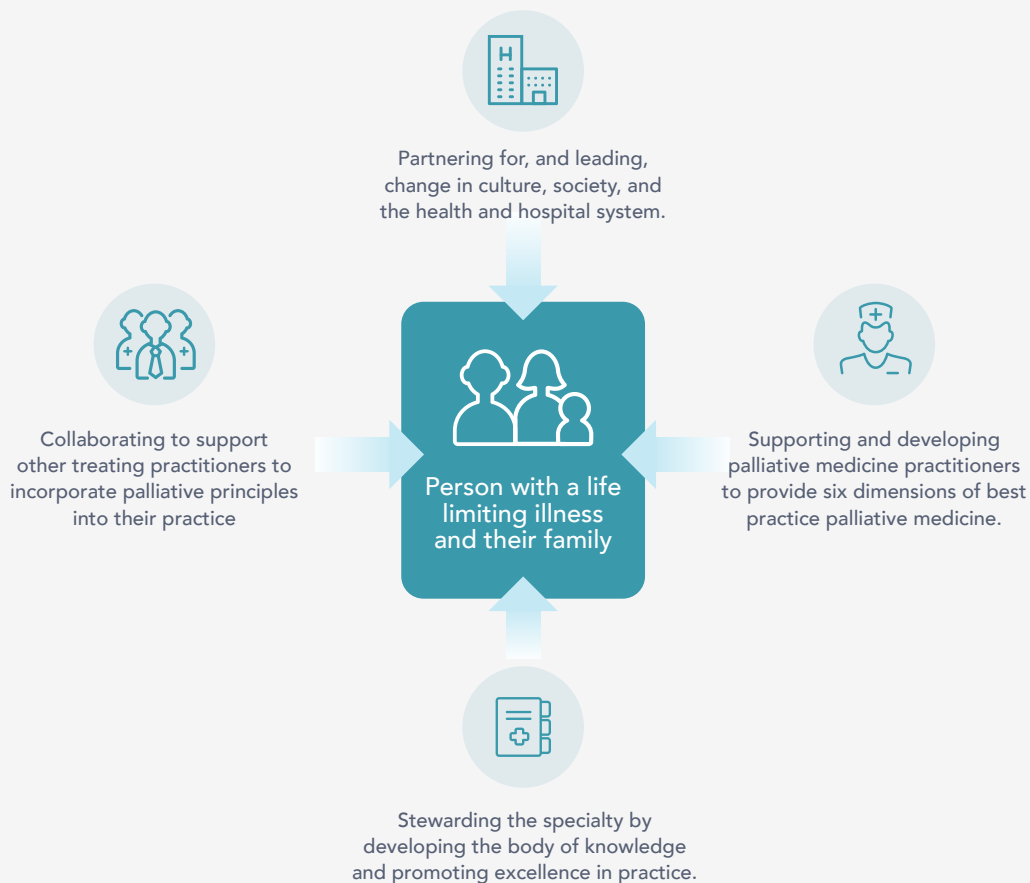 H
Partnering for, and leading,
change in culture, society, and
the health and hospital system.
Collaborating to support
other treating practitioners to
incorporate palliative principles
into their practice
Person with a life
limiting illness
and their family
Supporting and developing
palliative medicine practitioners
to provide six dimensions of best
practice palliative medicine.
Stewarding the specialty by
developing the body of knowledge
and promoting excellence in practice.